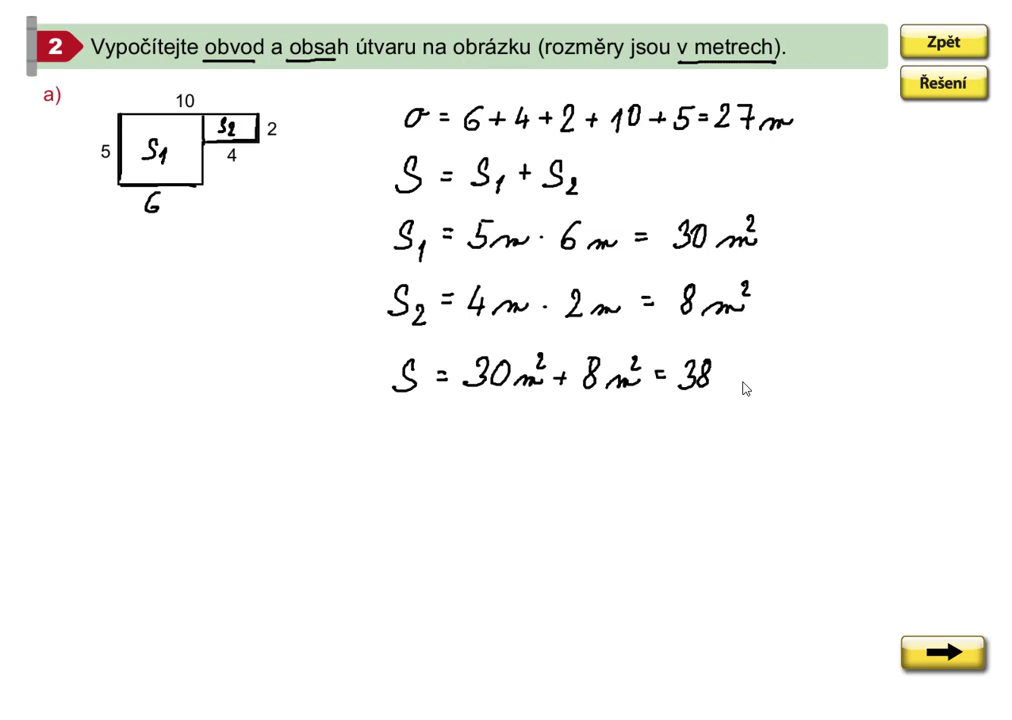 2 Vypočítejte obvod a obsah útvaru na obrázku (rozměry jsou v metrech).
Zpět
Řešení
a)
10
S1
S2
2
5
4
6
σ = 6 + 4 + 2 + 10 + 5 = 27 m
S = S1 + S2
S1 = 5m · 6 m = 30 m²
S2 = 4 m · 2 m = 8 m²
S = 30 m² + 8 m² = 38